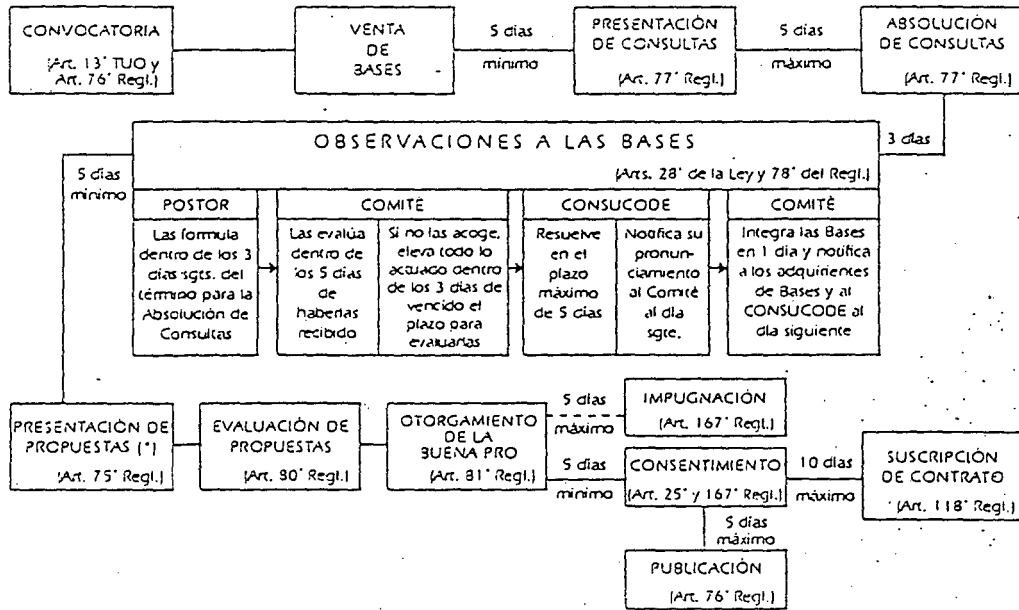 CONVOCATORIA
(Art. 13° TUO y
Art. 76° Regl.)
VENTA
DE
BASES
5 días
mínimo
PRESENTACIÓN
DE CONSULTAS
(Art. 77° Regl.)
5 días
máximo
ABSOLUCIÓN
DE CONSULTAS
(Art. 77° Regl.)
3 días
OBSERVACIONES A LAS BASES
(Arts. 28° de la Ley y 78° del Regl.)
5 días
mínimo
POSTOR
Las formula
dentro de los 3
días sgts. del
término para la
Absolución de
Consultas
COMITÉ
Las evalúa
dentro de
los 5 días
de
haberlas
recibido
Si no las acoge,
eleva todo lo
actuado dentro
de los 3 días de
vencido el
plazo para
evaluarlas
CONSUCODE
Resuelve
en el
plazo
máximo
de 5 días
Notifica su
pronun-
ciamiento
al Comité
al día
sgte.
COMITÉ
Integra las Bases
en 1 día y notifica
a los adquirientes
de Bases y al
CONSUCODE al
día siguiente
PRESENTACIÓN DE
PROPUESTAS (*)
(Art. 75° Regl.)
EVALUACIÓN DE
PROPUESTAS
(Art. 80° Regl.)
OTORGAMIENTO
DE LA
BUENA PRO
(Art. 81° Regl.)
5 días
máximo
IMPUGNACIÓN
(Art. 167° Regl.)
5 días
mínimo
CONSENTIMIENTO
(Art. 25° y 167° Regl.)
10 días
máximo
SUSCRIPCIÓN
DE CONTRATO
(Art. 118° Regl.)
5 días
máximo
PUBLICACIÓN
(Art. 76° Regl.)